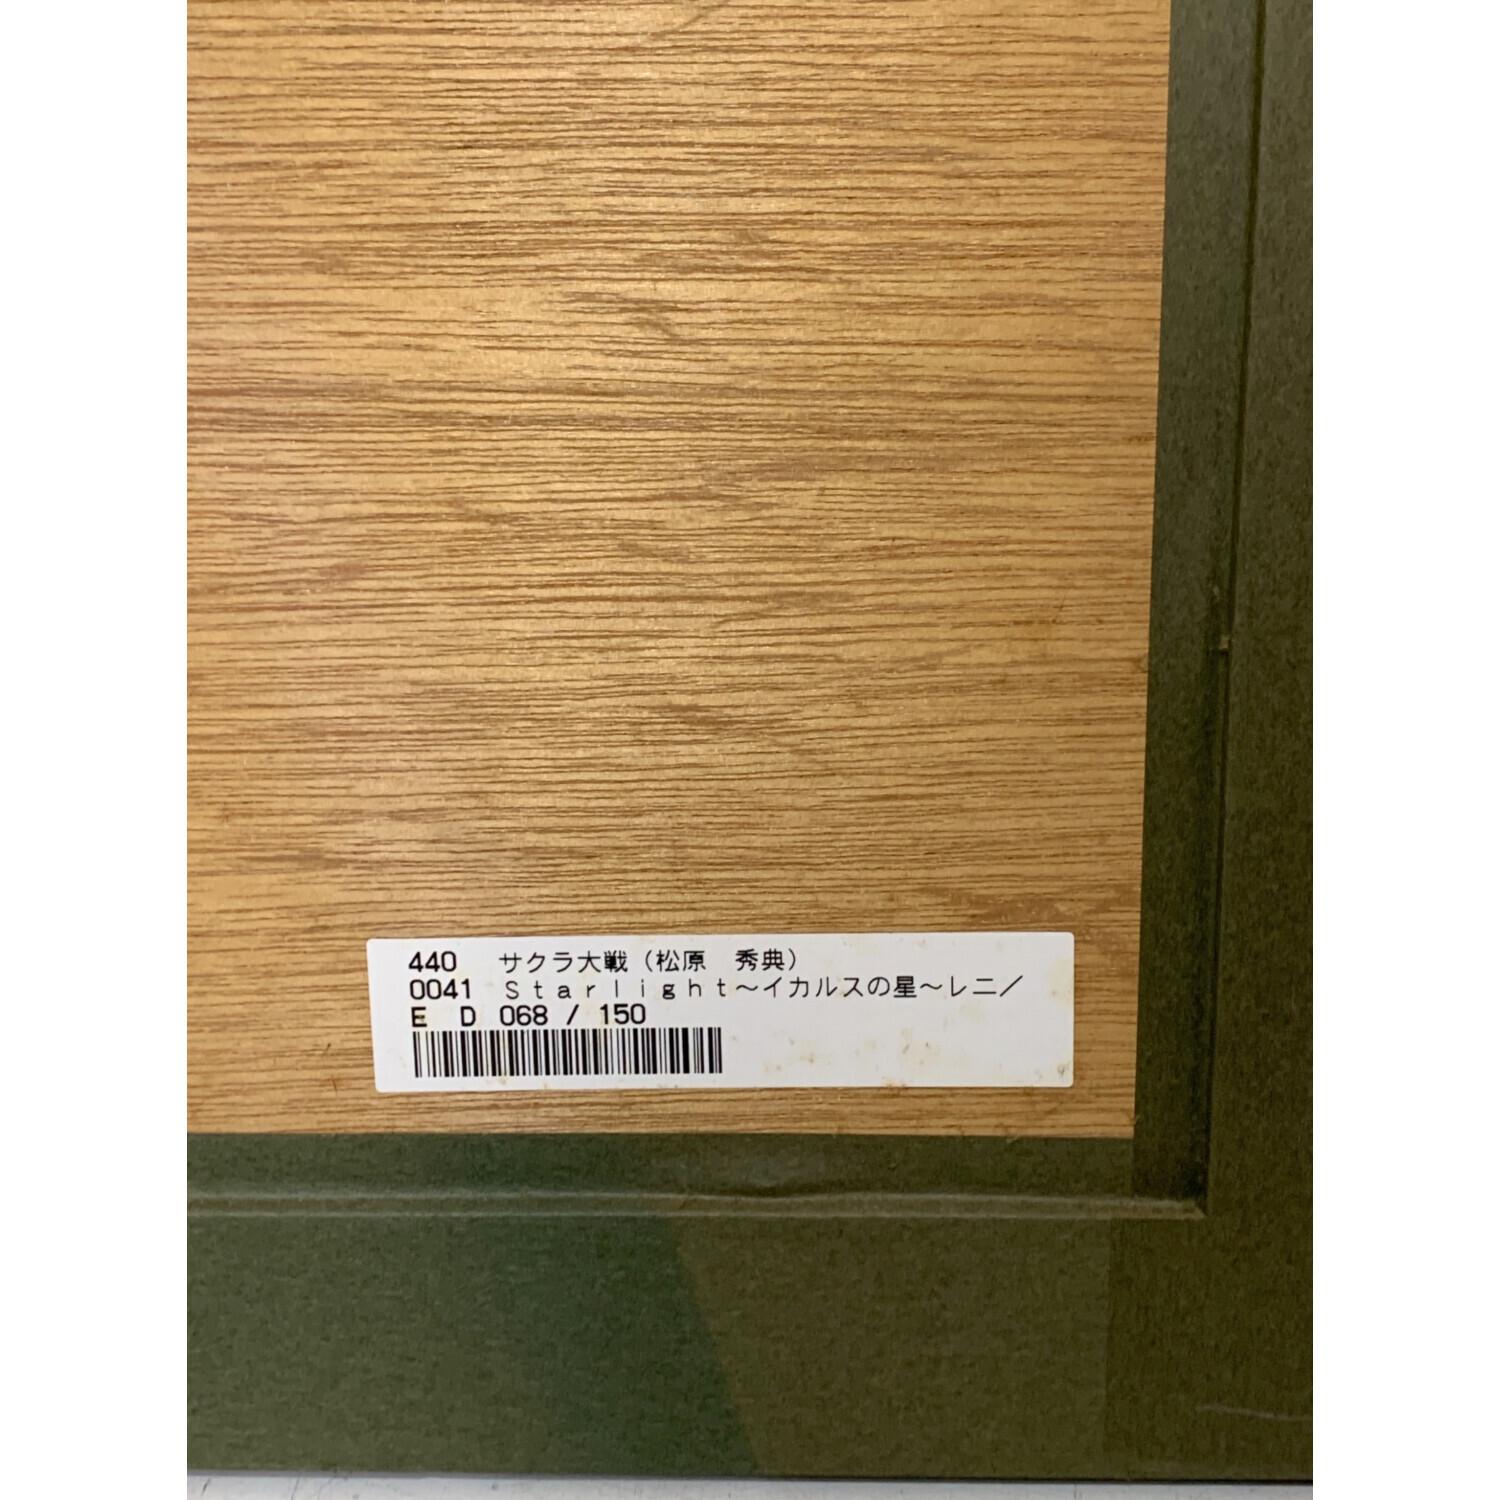 440 サクラ大戦（松原　秀典）
0041 Ｓｔａｒｌｉｇｈｔ～イカルスの星～レニ／
E D 068 / 150